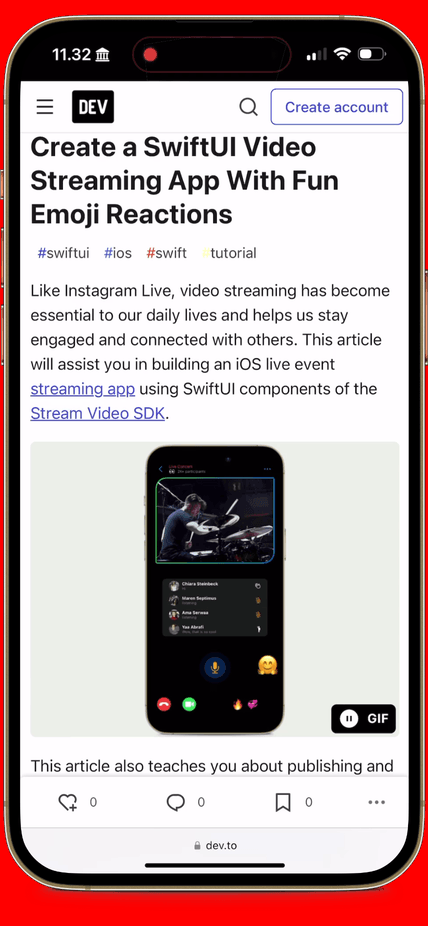 11.32
DEV
Create account
Create a SwiftUI Video
Streaming App With Fun
Emoji Reactions
#swiftui #ios #swift #tutorial
Like Instagram Live, video streaming has become
essential to our daily lives and helps us stay
engaged and connected with others. This article
will assist you in building an iOS live event
streaming app using SwiftUI components of the
Stream Video SDK.
Chiara Steinbeck
Maren Septimus
Ama Serwaa
Yaa Abrafi
GIF
This article also teaches you about publishing and
0 0 0
dev.to